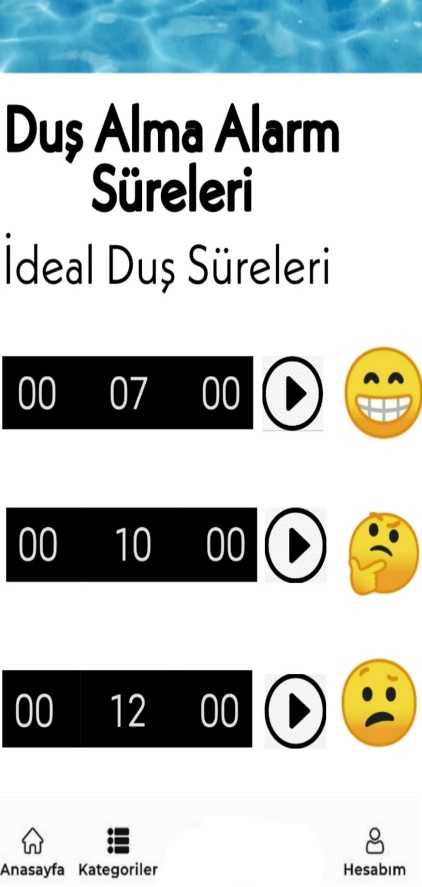 Duş Alma Alarm
Süreleri
İdeal Duş Süreleri
00 07 00
00 10 00
00 12 00
Anasayfa Kategoriler Hesabım